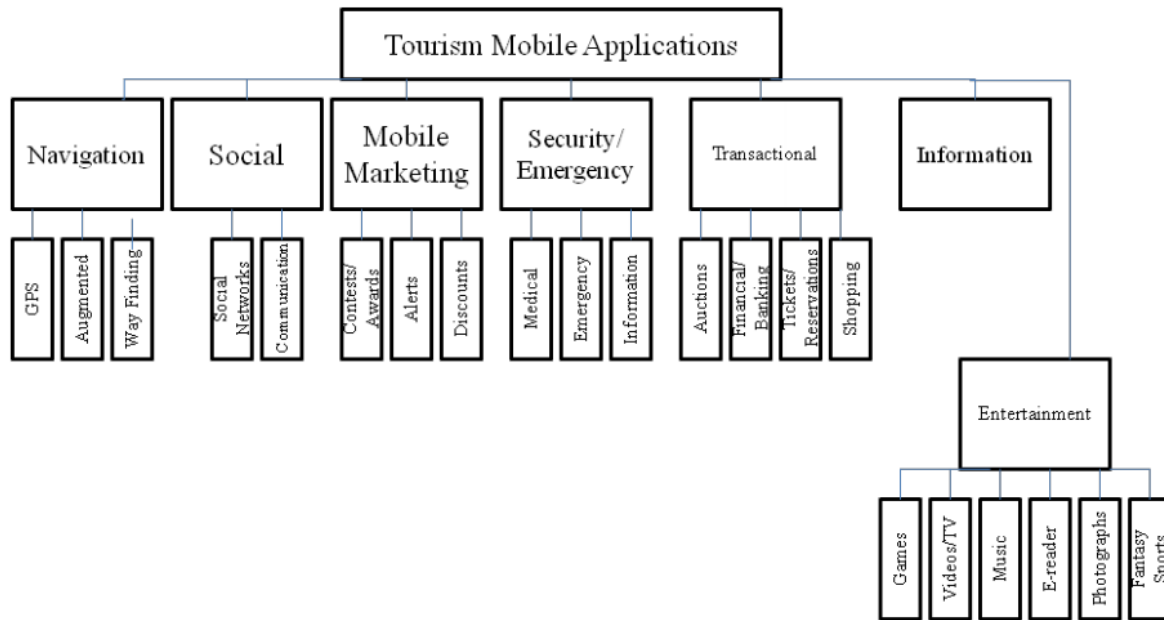 Tourism Mobile Applications
Navigation
Social
Mobile
Marketing
Security/
Emergency
Transactional
Information
GPS
Augmented
Way Finding
Social
Networks
Communication
Contests/
Awards
Alerts
Discounts
Medical
Emergency
Information
Auctions
Financial/
Banking
Tickets/
Reservations
Shopping
Entertainment
Games
Videos/TV
Music
E-reader
Photographs
Fantasy
Sports